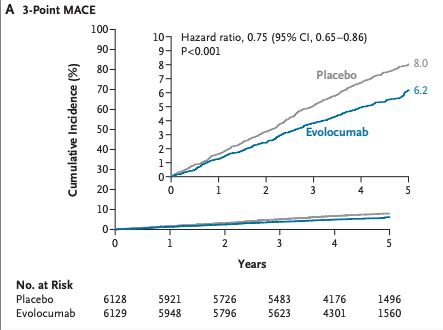 A 3-Point MACE
Cumulative Incidence (%)
100
90
80
70
60
50
40
30
20
10
0
10
9
8
7
6
5
4
3
2
1
0
Hazard ratio, 0.75 (95% CI, 0.65–0.86)
P<0.001
Placebo
8.0
6.2
Evolocumab
0 1 2 3 4 5
0 1 2 3 4 5
Years
No. at Risk
Placebo 6128 5921 5726 5483 4176 1496
Evolocumab 6129 5948 5796 5623 4301 1560